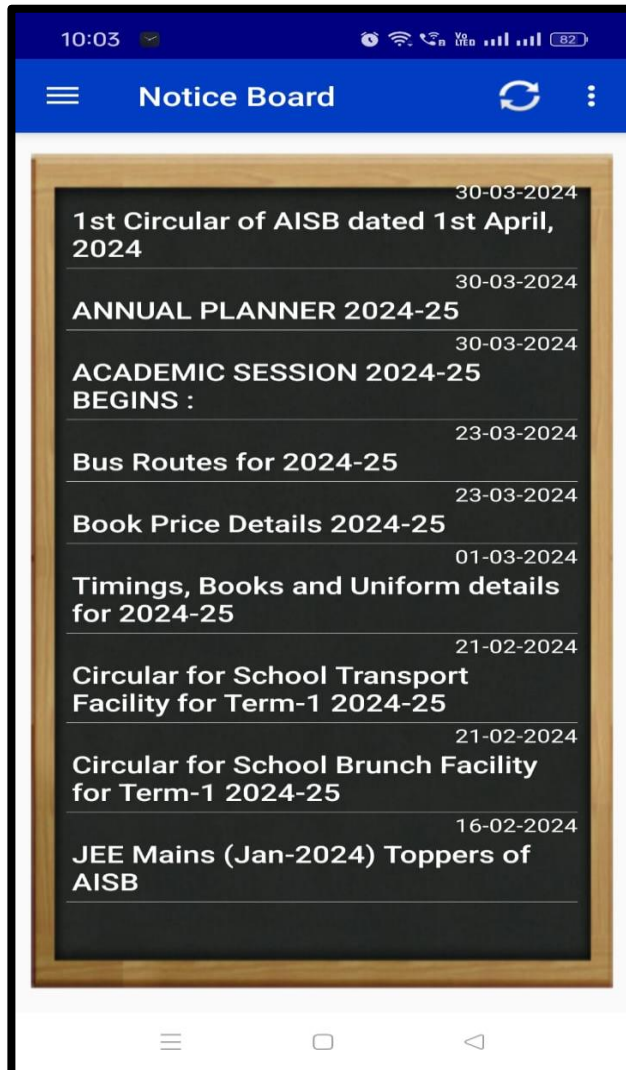 10:03
Vo LTED 82
Notice Board
30-03-2024
1st Circular of AISB dated 1st April,
2024
30-03-2024
ANNUAL PLANNER 2024-25
30-03-2024
ACADEMIC SESSION 2024-25
BEGINS :
23-03-2024
Bus Routes for 2024-25
23-03-2024
Book Price Details 2024-25
01-03-2024
Timings, Books and Uniform details
for 2024-25
21-02-2024
Circular for School Transport
Facility for Term-1 2024-25
21-02-2024
Circular for School Brunch Facility
for Term-1 2024-25
16-02-2024
JEE Mains (Jan-2024) Toppers of
AISB